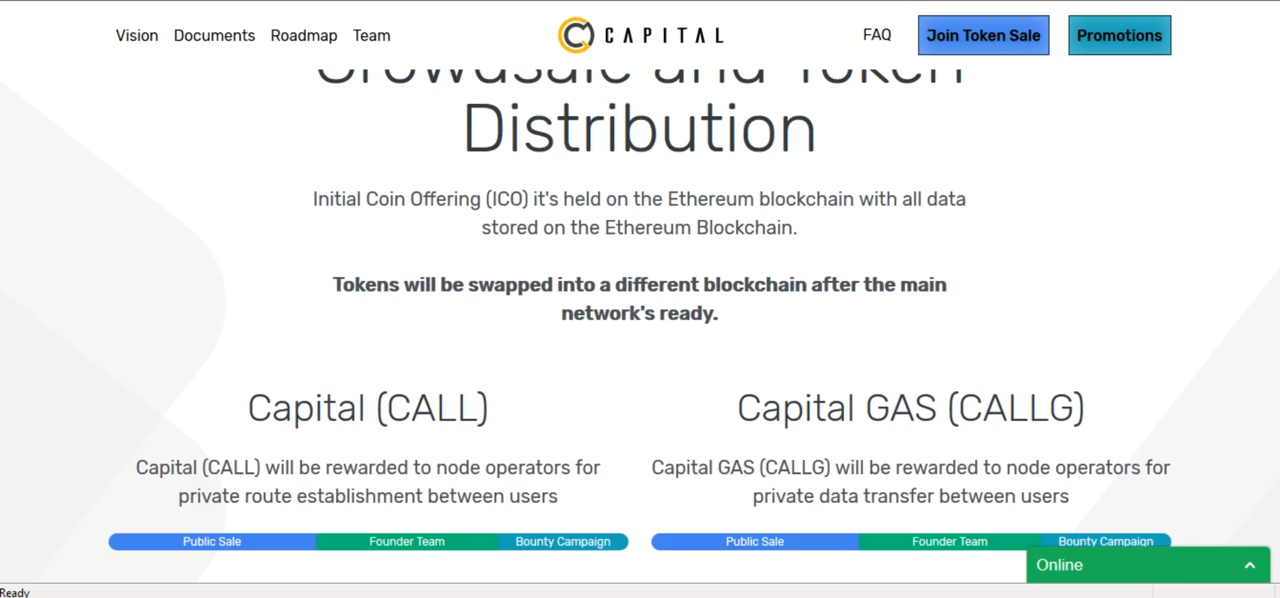 Vision Documents Roadmap Team CAPITAL FAQ Join Token Sale Promotions
Crowdsale and Token
Distribution
Initial Coin Offering (ICO) it's held on the Ethereum blockchain with all data
stored on the Ethereum Blockchain.
Tokens will be swapped into a different blockchain after the main
network's ready.
Capital (CALL)
Capital (CALL) will be rewarded to node operators for
private route establishment between users
Public Sale Founder Team Bounty Campaign
Capital GAS (CALLG)
Capital GAS (CALLG) will be rewarded to node operators for
private data transfer between users
Public Sale Founder Team Bounty Campaign
Online
Ready